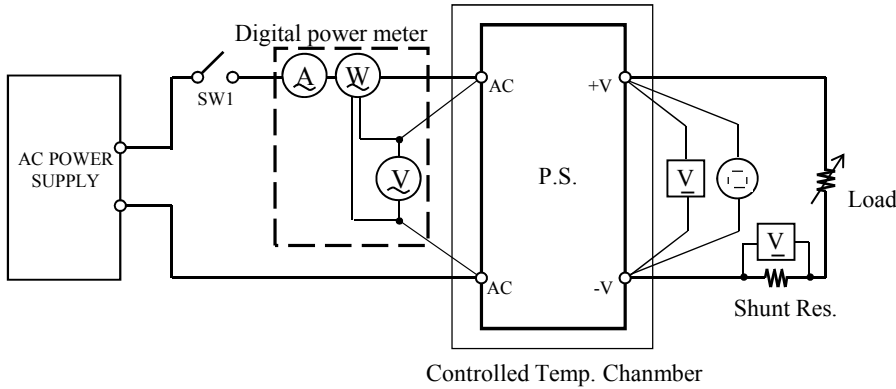 Digital power meter
A
W
SW1
AC
+V
AC POWER
SUPPLY
V
P.S.
V
Load
V
AC
-V
Shunt Res.
Controlled Temp. Chanmber